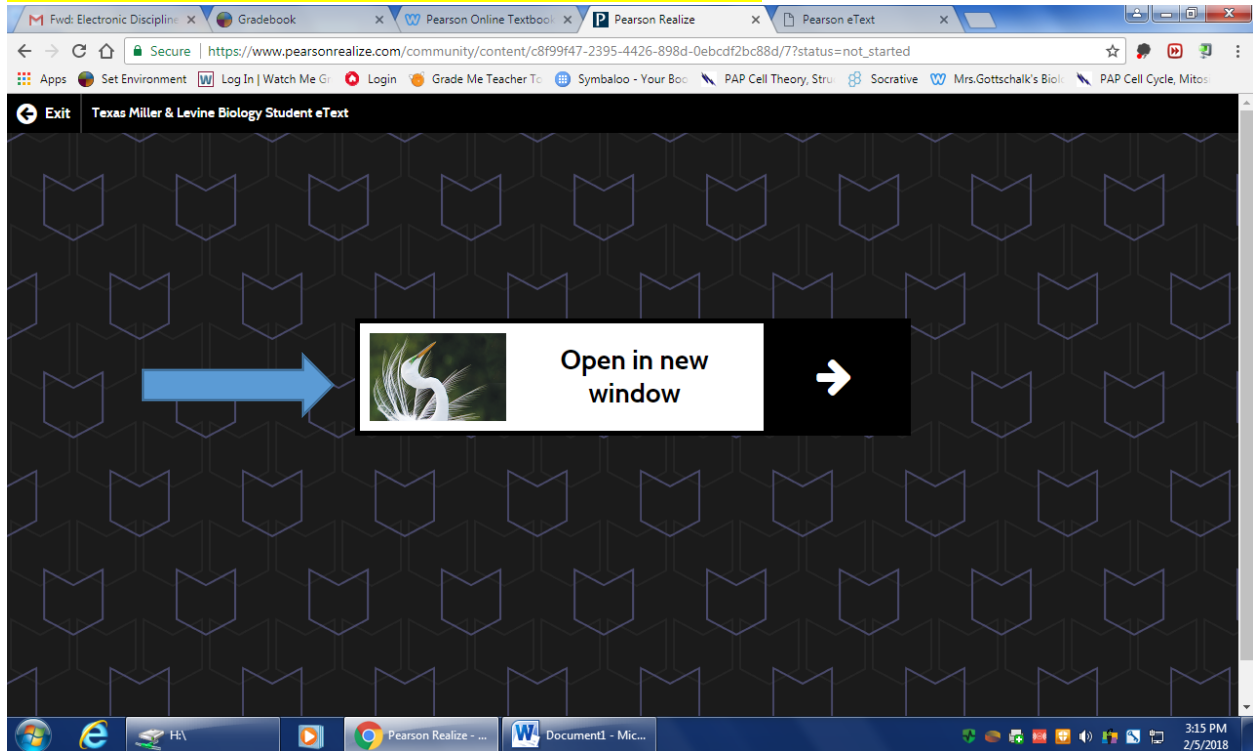 Fwd: Electronic Discipline
Gradebook
Pearson Online Textbook
Pearson Realize
Pearson eText
Secure | https://www.pearsonrealize.com/community/content/c8f99f47-2395-4426-898d-0ebcdf2bc88d/7?status=not_started
Apps Set Environment Log In | Watch Me Gr Login Grade Me Teacher To Symbaloo - Your Boo PAP Cell Theory, Stru Socrative Mrs.Gottschalk's Biol PAP Cell Cycle, Mitos
Exit Texas Miller & Levine Biology Student eText
Open in new
window
H:\ Pearson Realize - ... Document1 - Mic...
3:15 PM
2/5/2018